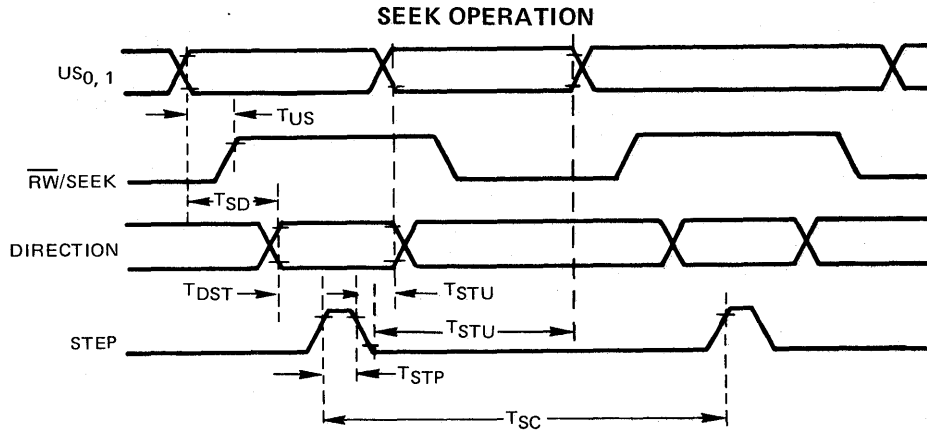 SEEK OPERATION
US0, 1
TUS
RW/SEEK
TSD
DIRECTION
TDST
TSTU
TSTU
STEP
TSTP
TSC